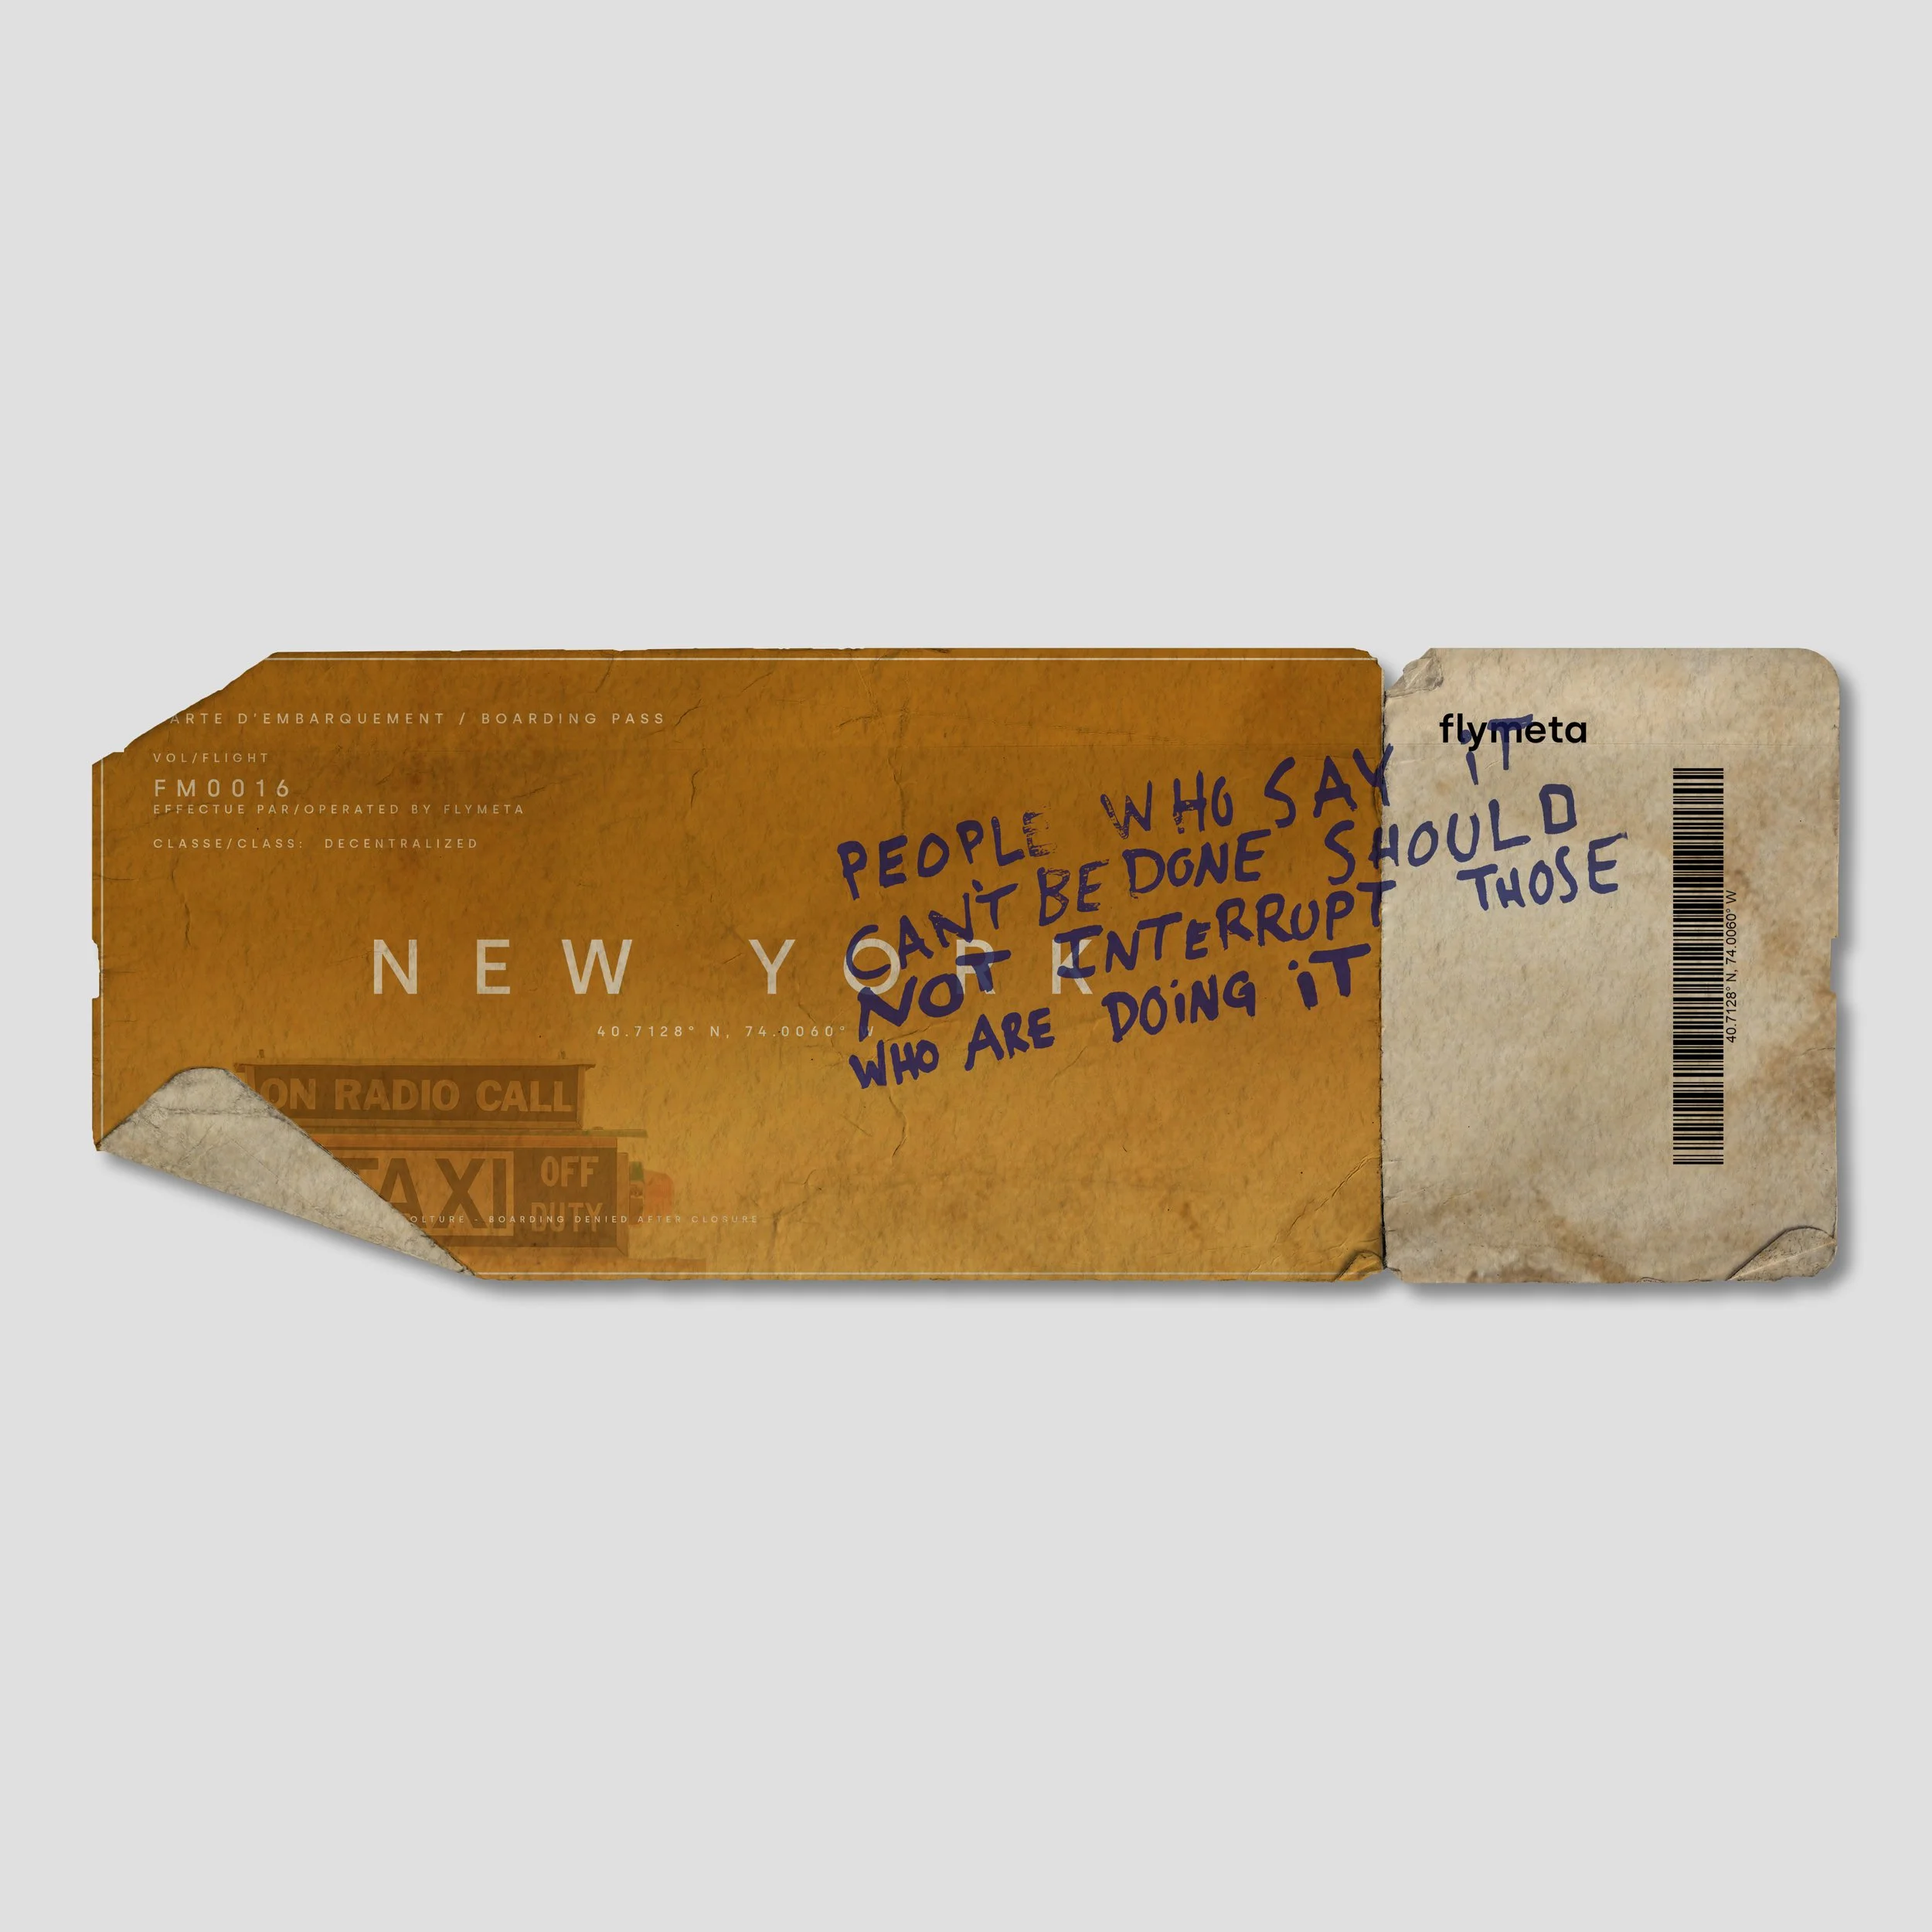 ARTE D'EMBARQUEMENT / BOARDING PASS
VOL/FLIGHT
FM0016
EFFECTUE PAR/OPERATED BY FLYMETA
CLASSE/CLASS: DECENTRALIZED
NEW YORK
40.7128° N, 74.0060° W
ON RADIO CALL
TAXI
OFF
DUTY
- BOARDING DENIED AFTER CLOSURE
PEOPLE WHO SAY iT
CAN'T BE DONE SHOULD
NOT INTERRUPT THOSE
WHO ARE DOiNG iT
flymeta
40.7128° N, 74.0060° W